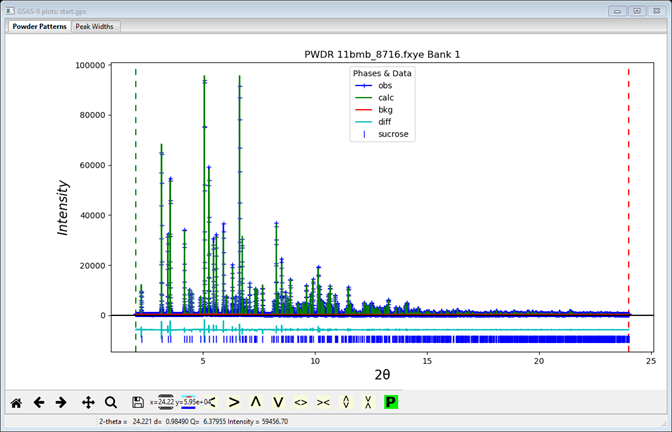 GSAS-II plots: start.gpx
Powder Patterns Peak Widths
PWDR 11bmb_8716.fxye Bank 1
Phases & Data
obs
calc
bkg
diff
sucrose
Intensity
100000
80000
60000
40000
20000
0
5 10 15 20 25
2θ
x=24.22 y=5.95e+04
P
2-theta = 24.221 d= 0.98490 Q= 6.37955 Intensity = 59456.70